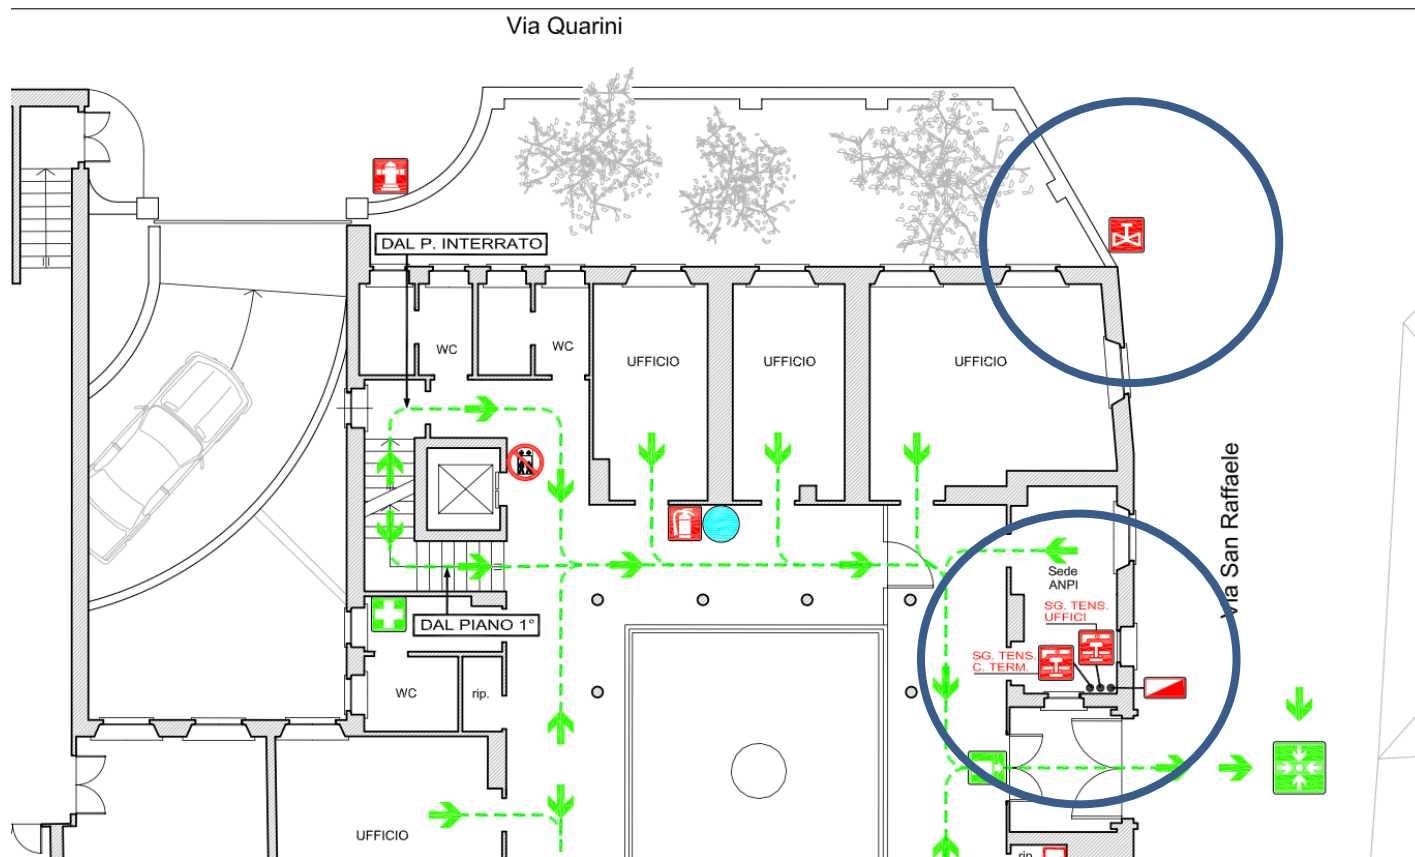 Via Quarini
DAL P. INTERRATO
WC
WC
UFFICIO
UFFICIO
UFFICIO
Via San Raffaele
Sede
ANPI
SG. TENS.
UFFICI
SG. TENS.
C. TERM.
DAL PIANO 1°
WC
rip.
UFFICIO
rip.